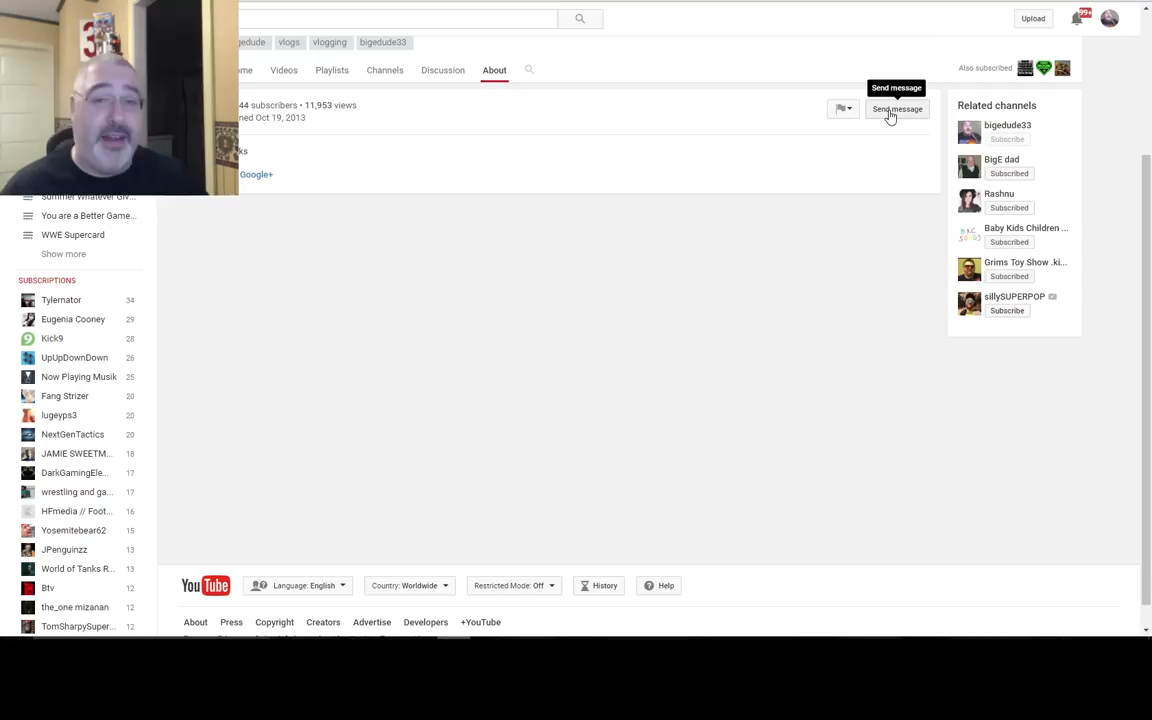 Upload
99+
gedude vlogs vlogging bigedude33
me Videos Playlists Channels Discussion About
Also subscribed
Send message
44 subscribers • 11,953 views
Send message
ned Oct 19, 2013
ks
Google+
Related channels
bigedude33
Subscribe
BigE dad
Subscribed
Rashnu
Subscribed
Baby Kids Children ...
Subscribed
Grims Toy Show .ki...
Subscribed
sillySUPERPOP
Subscribe
Summer Whatever Giv...
You are a Better Game...
WWE Supercard
Show more
SUBSCRIPTIONS
Tylernator 34
Eugenia Cooney 29
Kick9 28
UpUpDownDown 26
Now Playing Musik 25
Fang Strizer 20
lugeyps3 20
NextGenTactics 20
JAMIE SWEETM... 18
DarkGamingEle... 17
wrestling and ga... 17
HFmedia // Foot... 16
Yosemitebear62 15
JPenguinzz 13
World of Tanks R... 13
Btv 12
the_one mizanan 12
TomSharpySuper... 12
YouTube Language: English Country: Worldwide Restricted Mode: Off History Help
About Press Copyright Creators Advertise Developers +YouTube